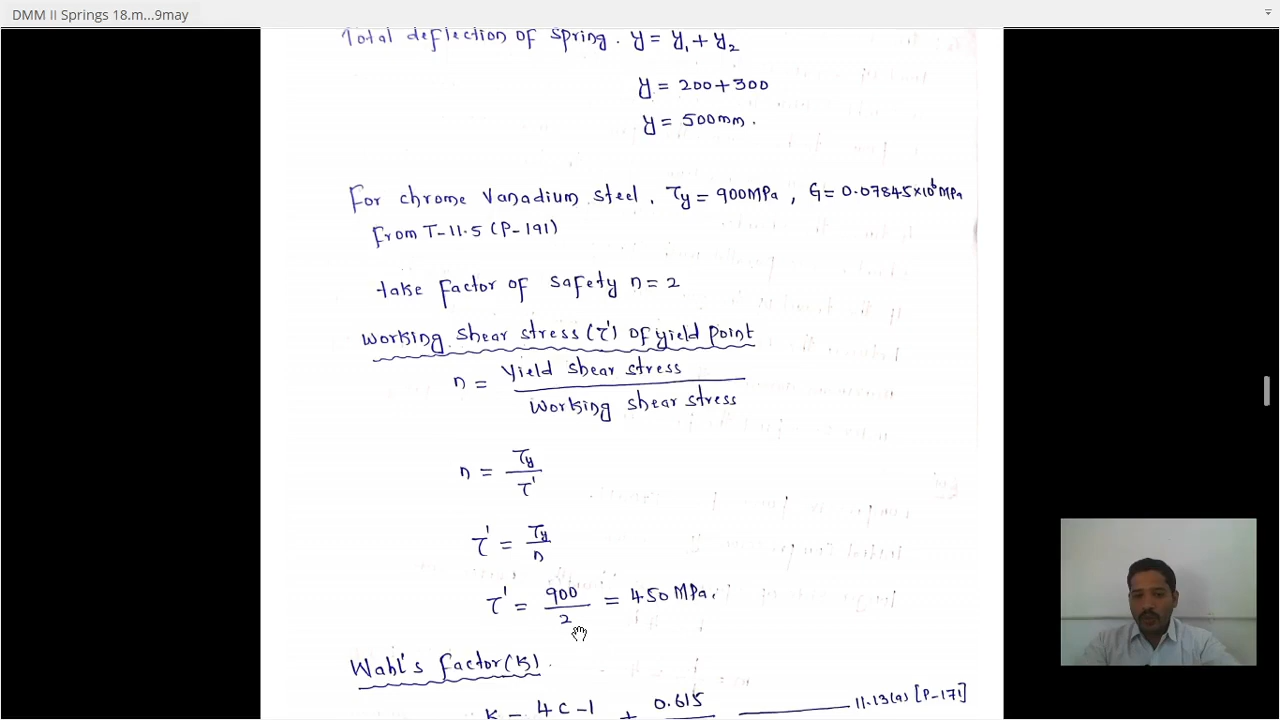 DMM II Springs 18.m...9may
Total deflection of spring. y = y₁ + y₂
y = 200+300
y = 500mm.
For chrome Vanadium steel, τy = 900MPa, G = 0.07845×10⁶MPa
From T-11.5 (P-191)
take Factor of safety n = 2
Working shear stress (τ') of yield point
n = Yield shear stress / Working shear stress
n = τy / τ'
τ' = τy / n
τ' = 900 / 2 = 450 MPa.
Wahl's Factor (K).
K = 4C-1 + 0.615 11.13(a) [P-171]